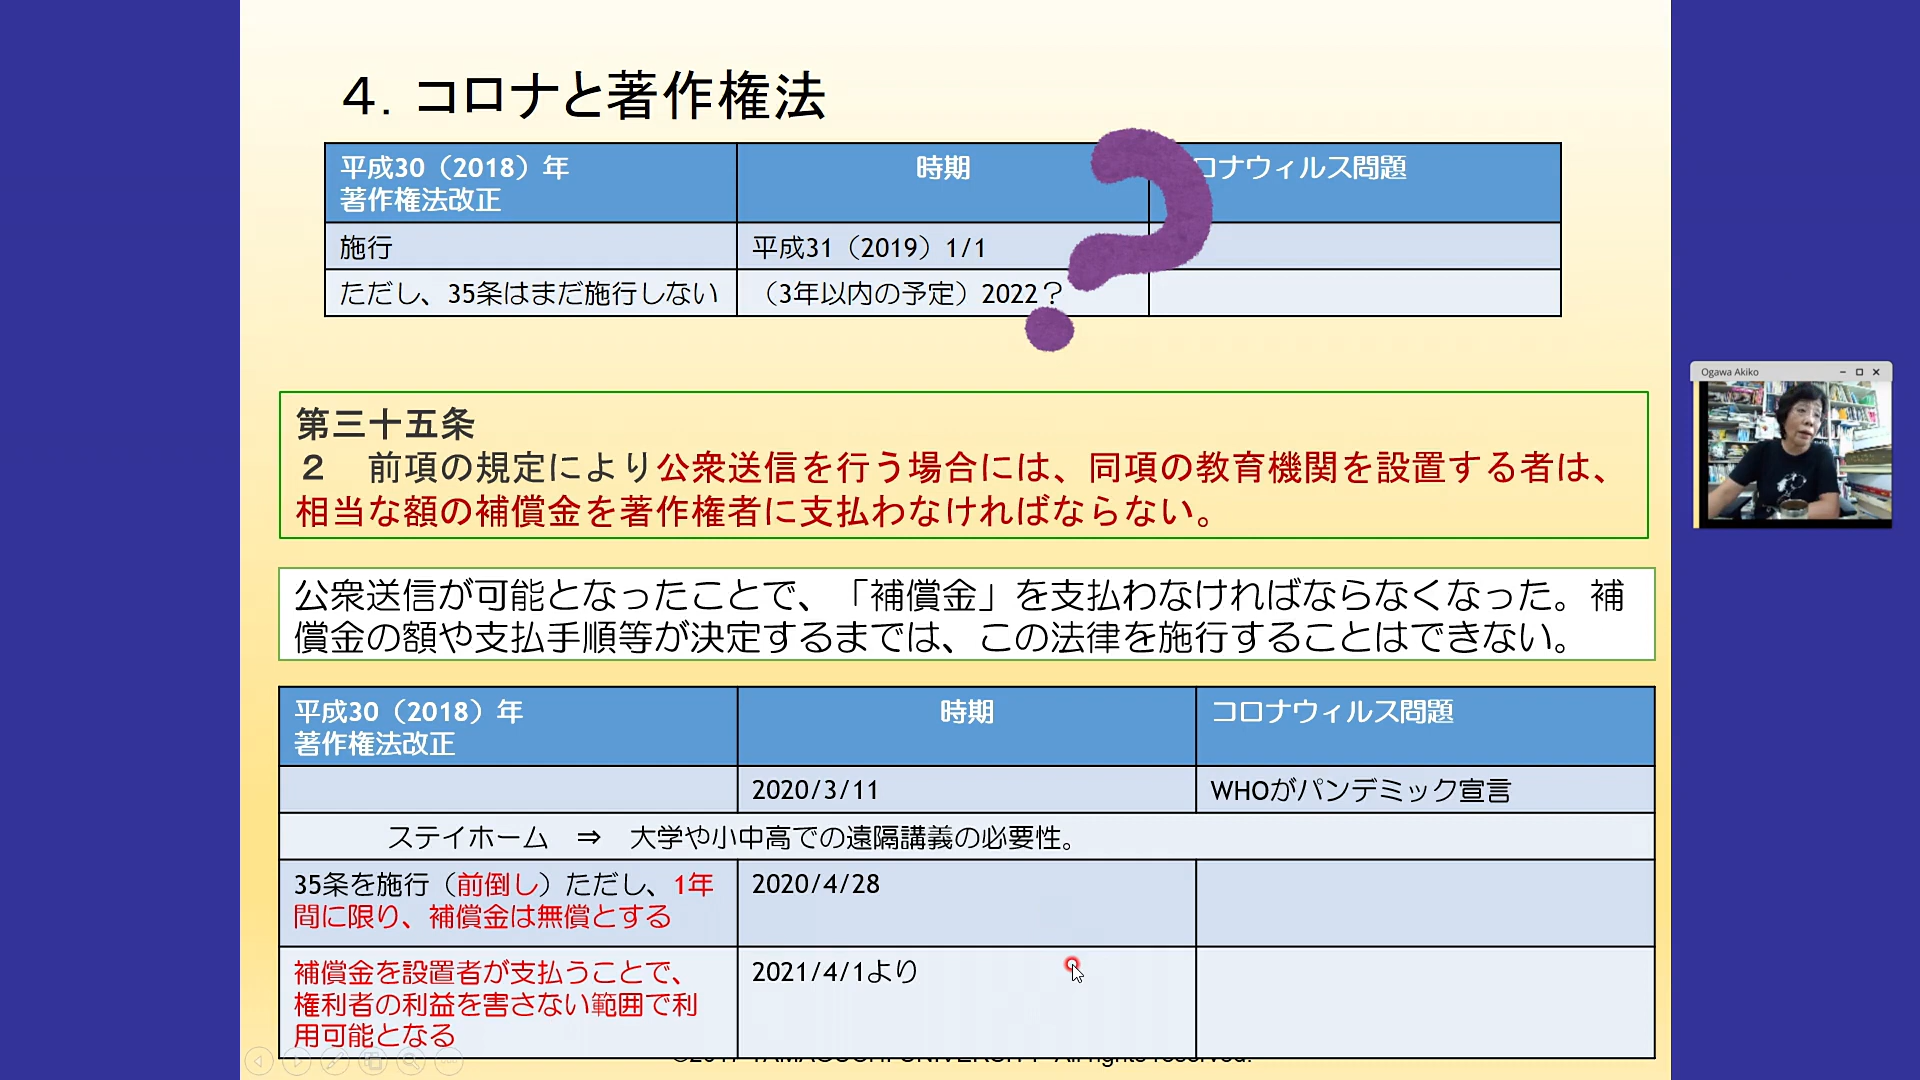 ４．コロナと著作権法
平成30（2018）年
著作権法改正
時期
ロナウィルス問題
施行
平成31（2019）1/1
ただし、35条はまだ施行しない
（3年以内の予定）2022？
第三十五条
２　前項の規定により公衆送信を行う場合には、同項の教育機関を設置する者は、
相当な額の補償金を著作権者に支払わなければならない。
公衆送信が可能となったことで、「補償金」を支払わなければならなくなった。補
償金の額や支払手順等が決定するまでは、この法律を施行することはできない。
平成30（2018）年
著作権法改正
時期
コロナウィルス問題
2020/3/11
WHOがパンデミック宣言
ステイホーム　⇒　大学や小中高での遠隔講義の必要性。
35条を施行（前倒し）ただし、1年
間に限り、補償金は無償とする
2020/4/28
補償金を設置者が支払うことで、
権利者の利益を害さない範囲で利
用可能となる
2021/4/1より
Ogawa Akiko